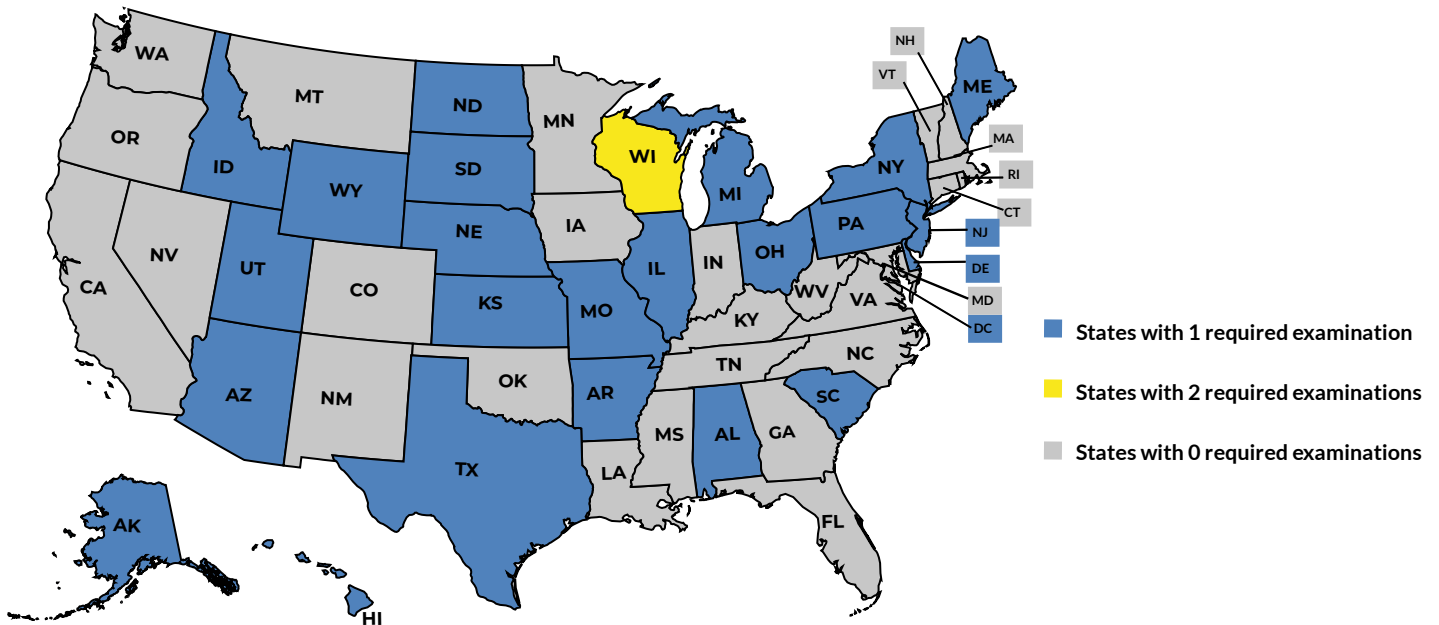 WA
MT
ND
MN
OR
ID
SD
WI
WY
NE
IA
MI
NY
ME
NH
VT
MA
RI
CT
NJ
DE
MD
DC
PA
OH
IN
IL
NV
UT
CO
KS
MO
KY
WV
VA
CA
AZ
NM
OK
AR
TN
NC
SC
MS
AL
GA
TX
LA
FL
AK
HI
States with 1 required examination
States with 2 required examinations
States with 0 required examinations